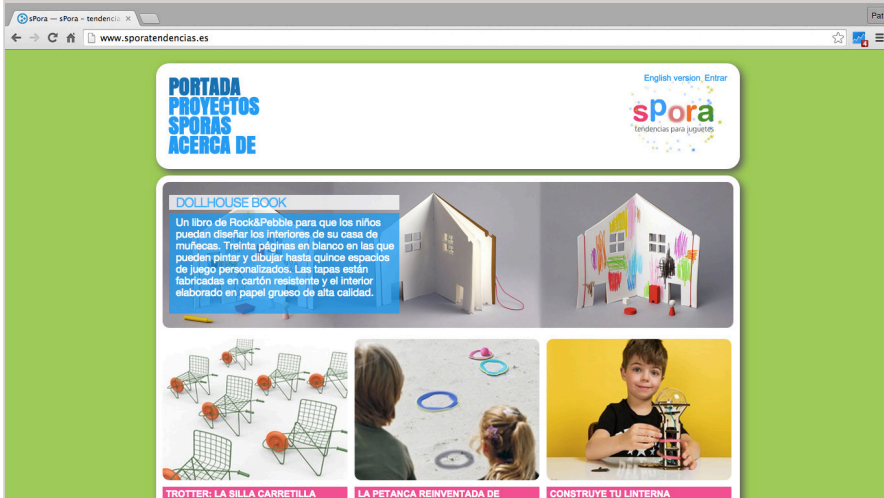 sPora — sPora - tendencia
Pat
www.sporatendencias.es
4
English version Entrar
PORTADA
PROYECTOS
SPORAS
ACERCA DE
spora
tendencias para juguetes
DOLLHOUSE BOOK
Un libro de Rock&Pebble para que los niños
puedan diseñar los interiores de su casa de
muñecas. Treinta páginas en blanco en las que
pueden pintar y dibujar hasta quince espacios
de juego personalizados. Las tapas están
fabricadas en cartón resistente y el interior
elaborado en papel grueso de alta calidad.
TROTTER: LA SILLA CARRETILLA
LA PETANCA REINVENTADA DE
CONSTRUYE TU LINTERNA